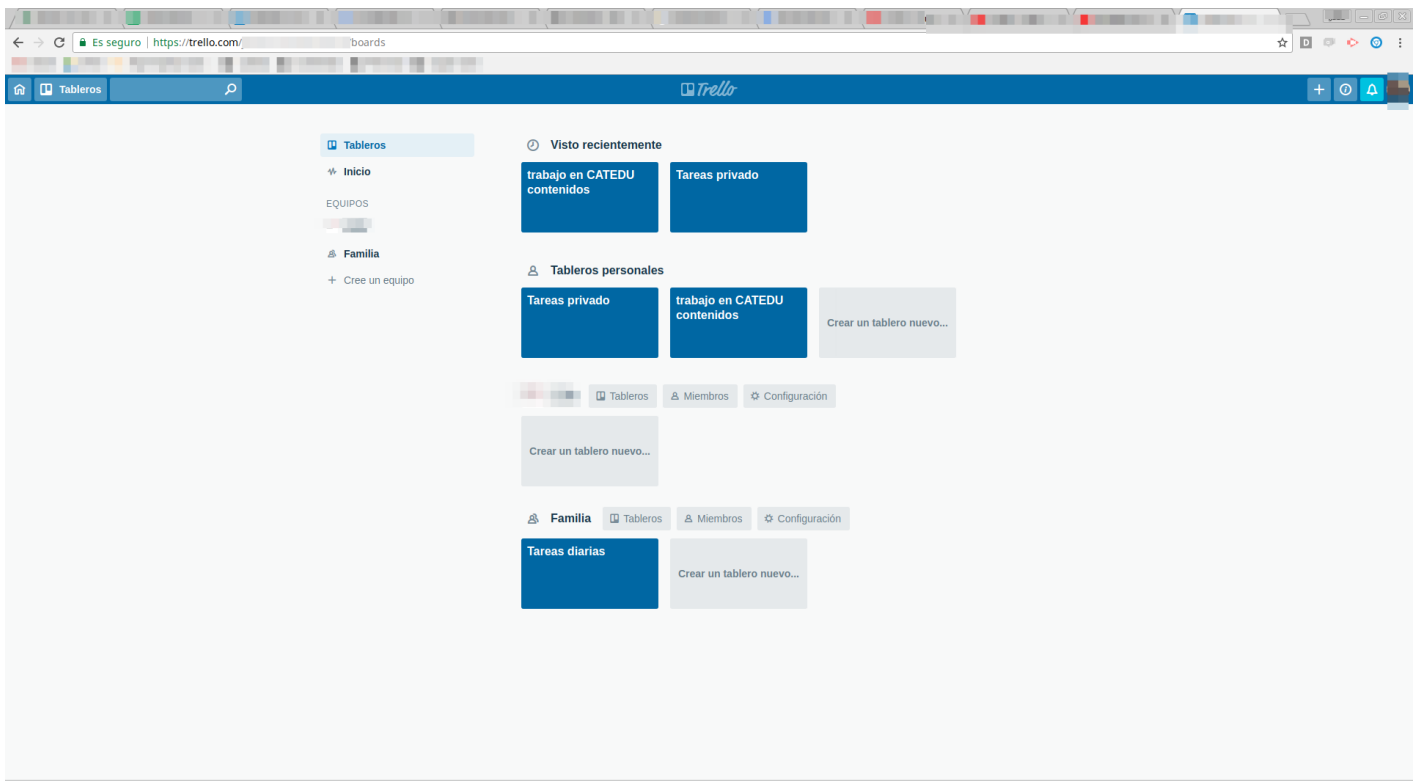 Es seguro | https://trello.com/ boards
Tableros
Trello
Tableros
Inicio
EQUIPOS
Familia
Cree un equipo
Visto recientemente
trabajo en CATEDU
contenidos
Tareas privado
Tableros personales
Tareas privado
trabajo en CATEDU
contenidos
Crear un tablero nuevo...
Tableros Miembros Configuración
Crear un tablero nuevo...
Familia Tableros Miembros Configuración
Tareas diarias
Crear un tablero nuevo...